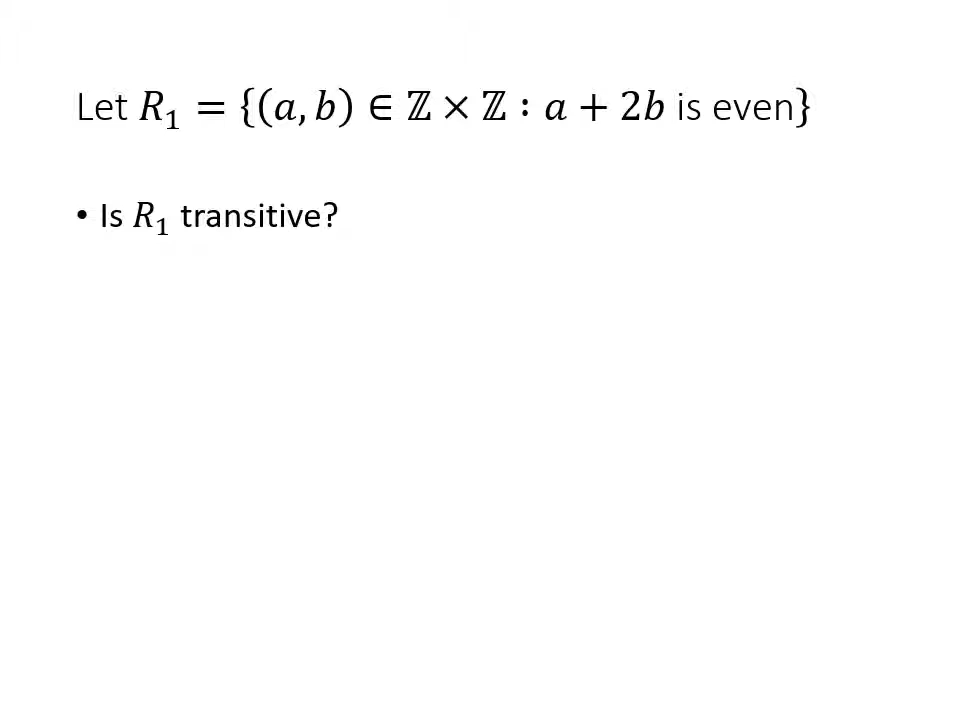 Let 𝑅₁ = {(𝑎, 𝑏) ∈ ℤ × ℤ : 𝑎 + 2𝑏 is even}
• Is 𝑅₁ transitive?